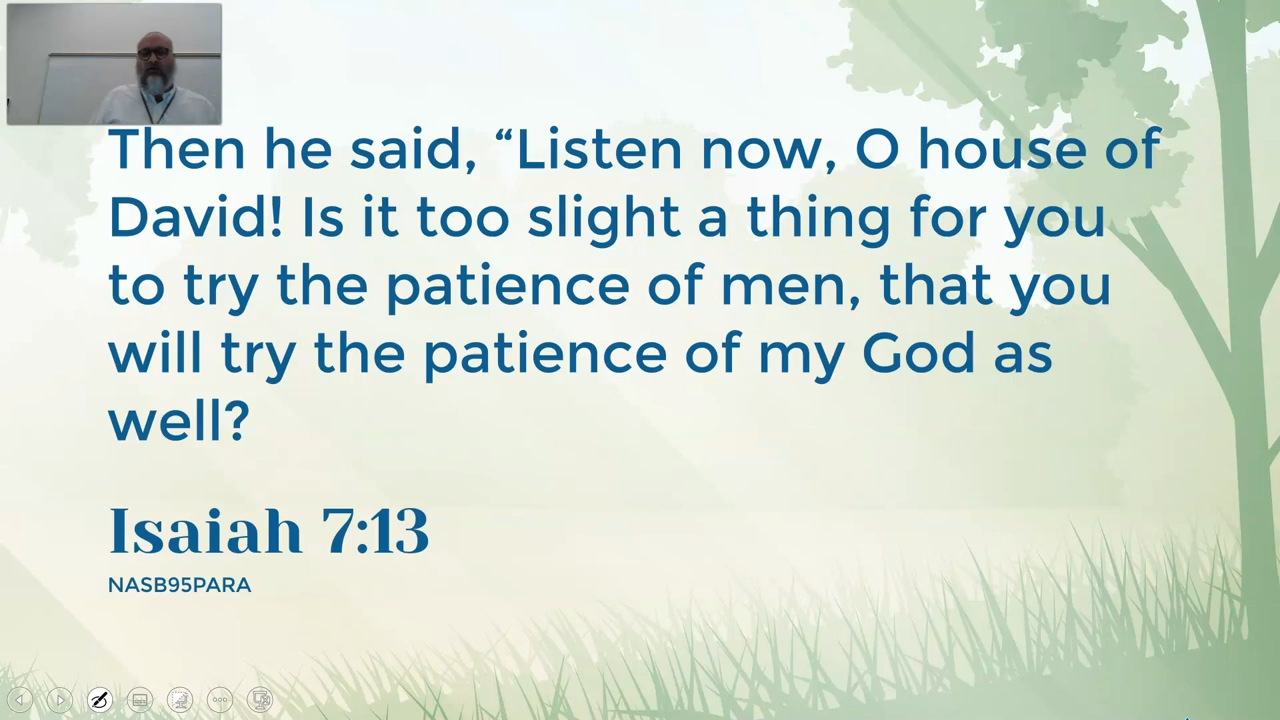 Then he said, “Listen now, O house of
David! Is it too slight a thing for you
to try the patience of men, that you
will try the patience of my God as
well?
Isaiah 7:13
NASB95PARA